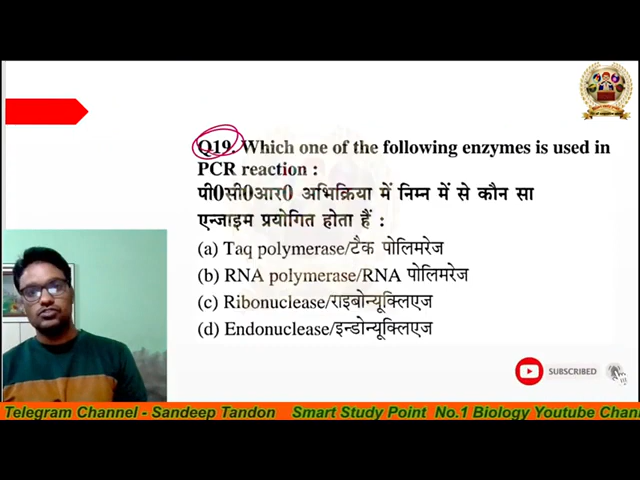 Q19. Which one of the following enzymes is used in
PCR reaction :
पी0सी0आर0 अभिक्रिया में निम्न में से कौन सा
एन्जाइम प्रयोगित होता हैं :
(a) Taq polymerase/टैक पोलिमरेज
(b) RNA polymerase/RNA पोलिमरेज
(c) Ribonuclease/राइबोन्यूक्लिएज
(d) Endonuclease/इन्डोन्यूक्लिएज
SUBSCRIBED
Telegram Channel - Sandeep Tandon Smart Study Point No.1 Biology Youtube Chan